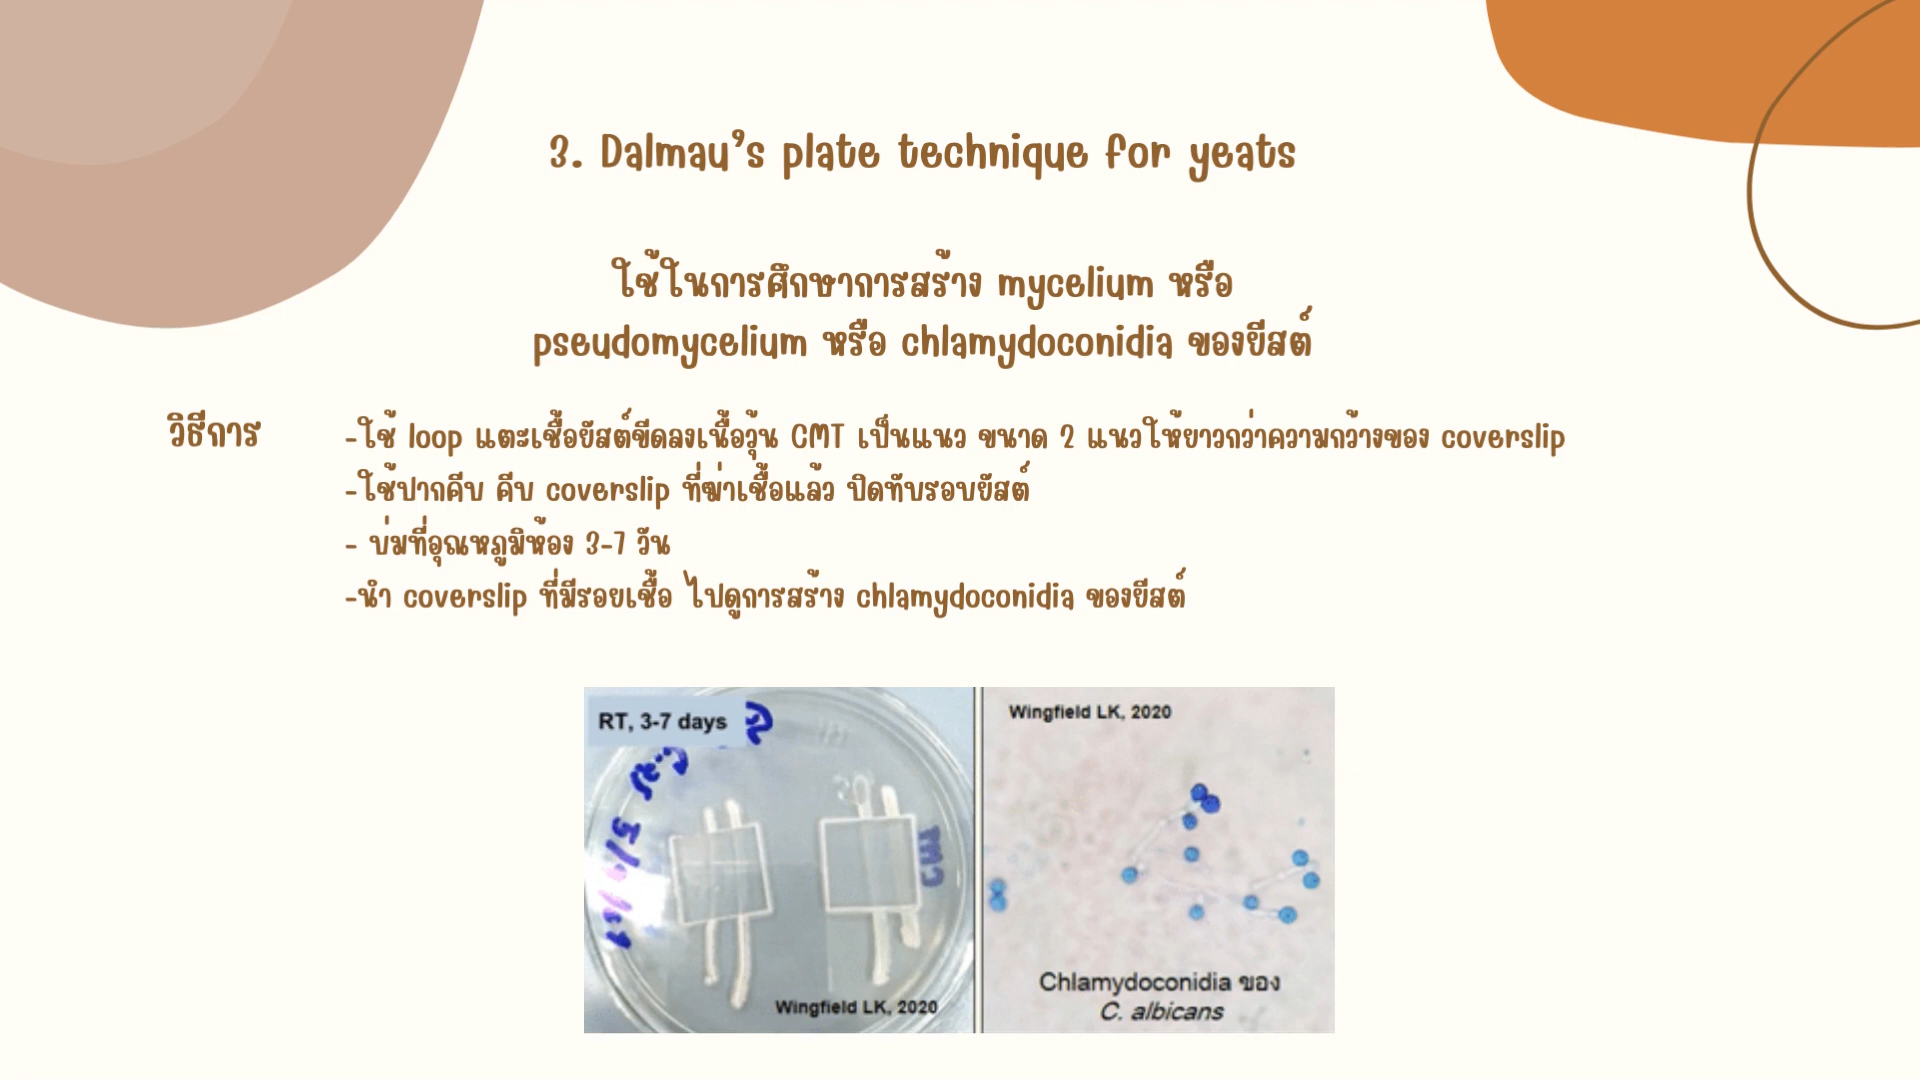 3. Dalmau's plate technique for yeats
ใช้ในการศึกษาการสร้าง mycelium หรือ
pseudomycelium หรือ chlamydoconidia ของยีสต์
วิธีการ
-ใช้ loop แตะเชื้อยัสต์ขีดลงเนื้อวุ้น CMT เป็นแนว ขนาด 2 แนวให้ยาวกว่าความกว้างของ coverslip
-ใช้ปากคีบ คีบ coverslip ที่ฆ่าเชื้อแล้ว ปิดทับรอบยัสต์
- บ่มที่อุณหภูมิห้อง 3-7 วัน
-นำ coverslip ที่มีรอยเชื้อ ไปดูการสร้าง chlamydoconidia ของยีสต์
RT, 3-7 days
Wingfield LK, 2020
Wingfield LK, 2020
Chlamydoconidia ของ
C. albicans